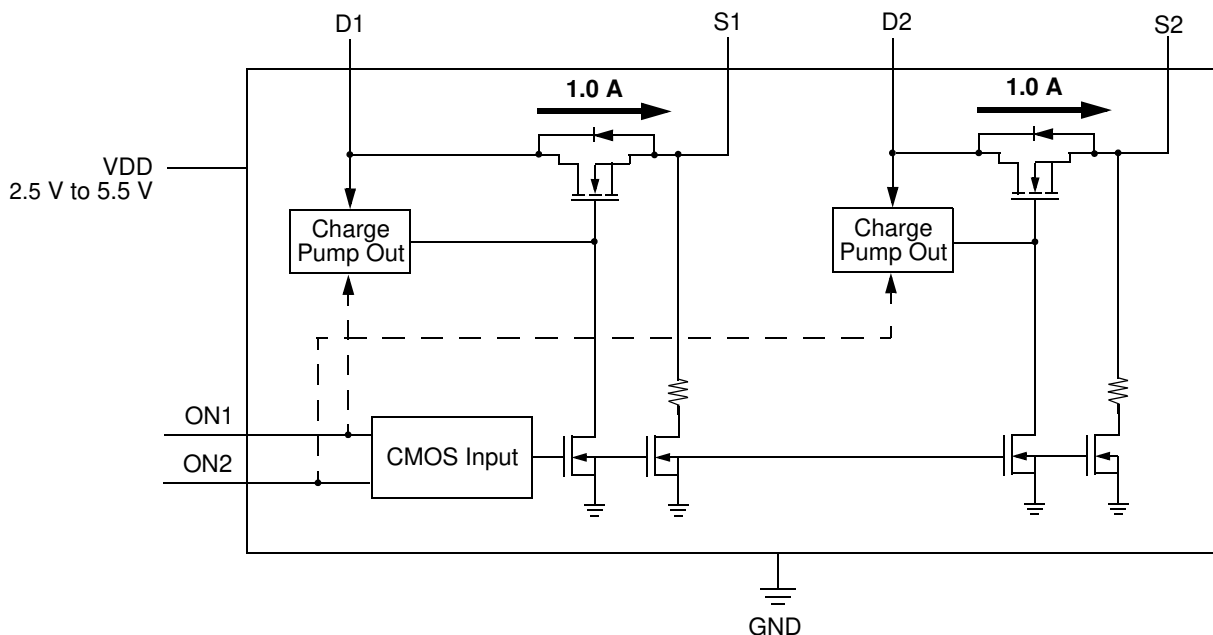 D1
S1
D2
S2
1.0 A
1.0 A
VDD
2.5 V to 5.5 V
Charge
Pump Out
Charge
Pump Out
ON1
ON2
CMOS Input
GND